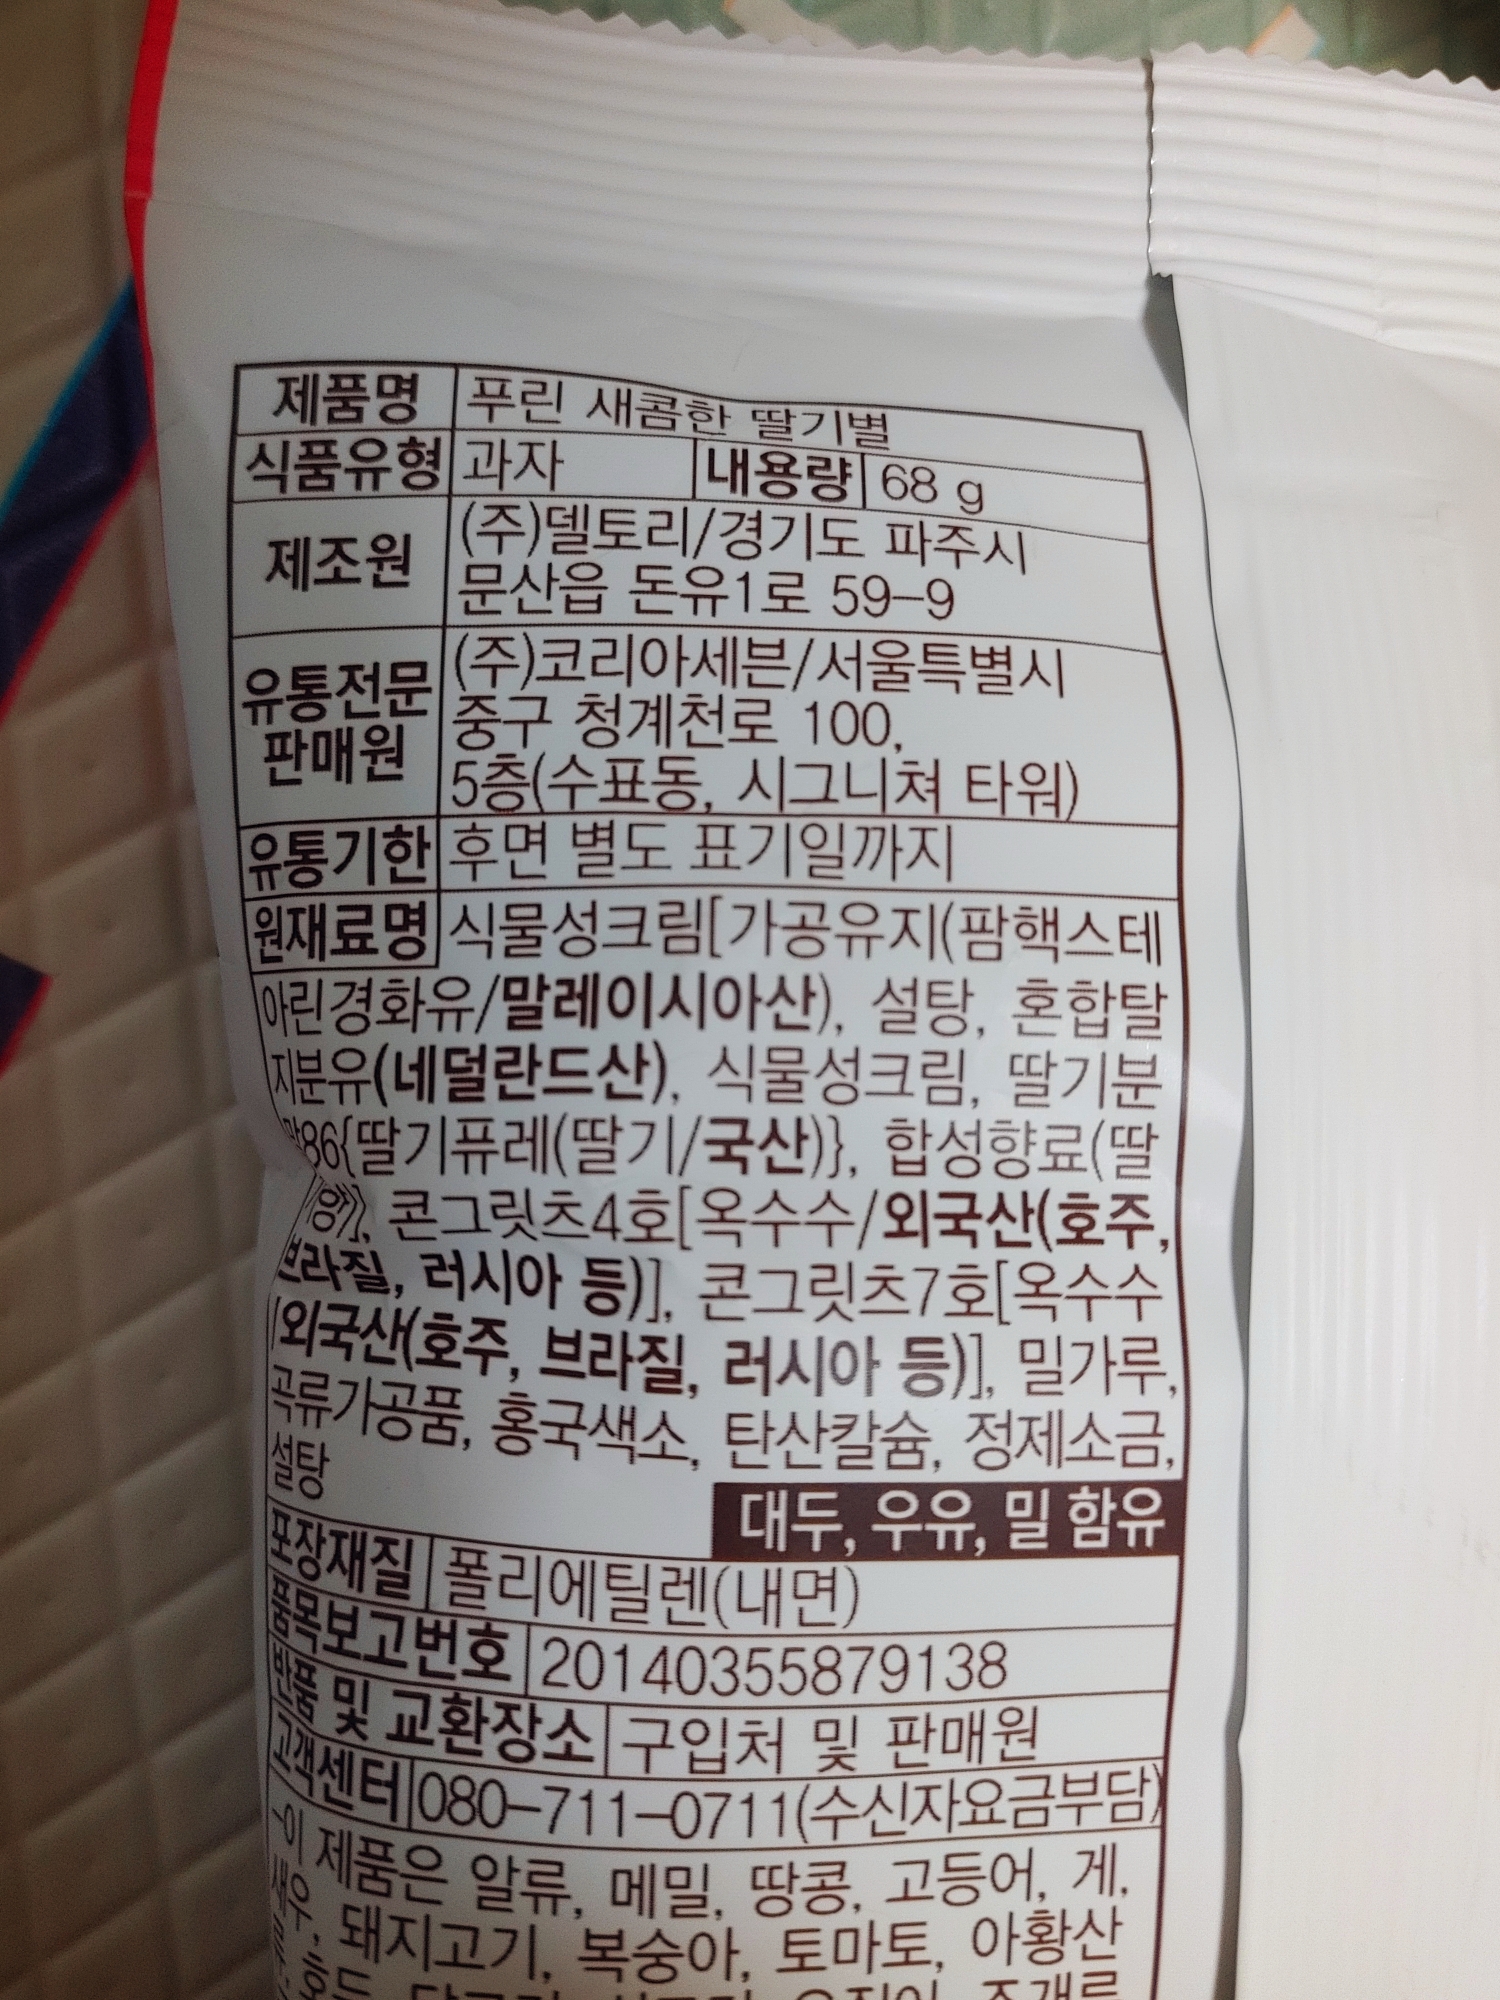 제품명 푸린 새콤한 딸기별
식품유형 과자 내용량 68 g
제조원 (주)델토리/경기도 파주시
문산읍 돈유1로 59-9
유통전문판매원 (주)코리아세븐/서울특별시
중구 청계천로 100,
5층(수표동, 시그니쳐 타워)
유통기한 후면 별도 표기일까지
원재료명 식물성크림[가공유지(팜핵스테
아린경화유/말레이시아산), 설탕, 혼합탈
지분유(네덜란드산), 식물성크림, 딸기분
말86{딸기퓨레(딸기/국산)}, 합성향료(딸
기향)], 콘그릿츠4호[옥수수/외국산(호주,
브라질, 러시아 등)], 콘그릿츠7호[옥수수
/외국산(호주, 브라질, 러시아 등)], 밀가루,
곡류가공품, 홍국색소, 탄산칼슘, 정제소금,
설탕
대두, 우유, 밀 함유
포장재질 폴리에틸렌(내면)
품목보고번호 20140355879138
반품 및 교환장소 구입처 및 판매원
고객센터 080-711-0711(수신자요금부담)
-이 제품은 알류, 메밀, 땅콩, 고등어, 게,
새우, 돼지고기, 복숭아, 토마토, 아황산